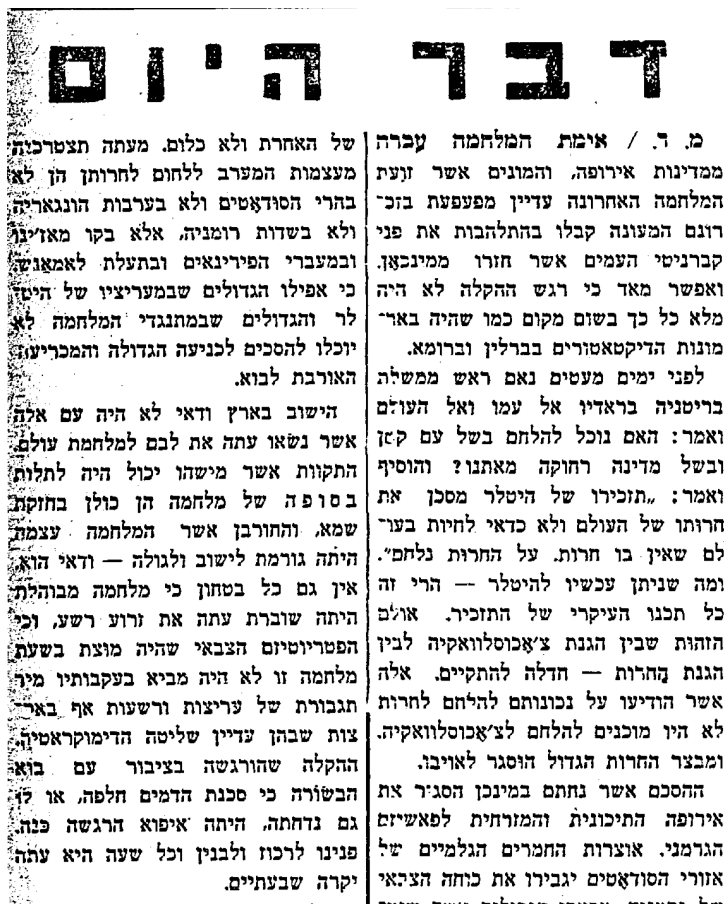 דבר היום
מ. ד. / אימת המלחמה עברה
ממדינות אירופה, והמונים אשר זועת
המלחמה האחרונה עדיין מפעפעת בזכ־
רונם המעונה קבלו בהתלהבות את פני
קברניטי העמים אשר חזרו ממינכאֶן.
ואפשר מאד כי רגש ההקלה לא היה
מלא כל כך בשום מקום כמו שהיה באר־
מונות הדיקטאטורים בברלין וברומא.
לפני ימים מעטים נאם ראש ממשלת
בריטניה בראדיו אל עמו ואל העולם
ואמר: האם נוכל להלחם בשל עם קטן
ובשל מדינה רחוקה מאתנו? והוסיף
ואמר: „תזכירו של היטלר מסכן את
חרותו של העולם ולא כדאי לחיות בעו־
לם שאין בו חרות. על החרות נלחם״.
ומה שניתן עכשיו להיטלר — הרי זה
כל תכנו העיקרי של התזכיר. אולם
הזהות שבין הגנת צ׳אֶכוסלוואקיה לבין
הגנת החרות — חדלה להתקיים. אלה
אשר הודיעו על נכונותם להלחם לחרות
לא היו מוכנים להלחם לצ׳אֶכוסלוואקיה.
ומבצר החרות הגדול הוסגר לאויבו.
ההסכם אשר נחתם במינכן הסגיר את
אירופה התיכונית והמזרחית לפאשיזם
הגרמני. אוצרות החמרים הגלמיים של
אזורי הסודאֶטים יגבירו את כוחה הצבאי
של האחרת ולא כלום. מעתה תצטרכינה
מעצמות המערב ללחום לחרותן הן לא
בהרי הסודאֶטים ולא בערבות הונגאריה
ולא בשדות רומניה, אלא בקו מאז׳ינו
ובמעברי הפירינאים ובתעלת לאמאנש.
כי אפילו הגדולים שבמעריציו של היט־
לר והגדולים שבמתנגדי המלחמה לא
יוכלו להסכים לכניעה הגדולה והמכריעה
האורבת לבוא.
הישוב בארץ ודאי לא היה עם אלה
אשר נשאו עתה את לבם למלחמת עולם.
התקוות אשר מישהו יכול היה לתלות
בסופה של מלחמה הן כולן בחזקת
שמא, והחורבן אשר המלחמה עצמה
היתה גורמת לישוב ולגולה — ודאי הוא.
אין גם כל בטחון כי מלחמה מבוהלת
היתה שוברת עתה את זרוע רשע, וכי
הפטריוטיזם הצבאי שהיה מוצת בשעת
מלחמה זו לא היה מביא בעקבותיו מיד
תגבורת של עריצות ורשעות אף באר־
צות שבהן עדיין שליטה הדימוקראטיה.
ההקלה שהורגשה בציבור עם בוא
הבשורה כי סכנת הדמים חלפה, או לו
גם נדחתה, היתה איפוא הרגשה כנה.
פנינו לרכוז ולבנין וכל שעה היא עתה
יקרה שבעתיים.